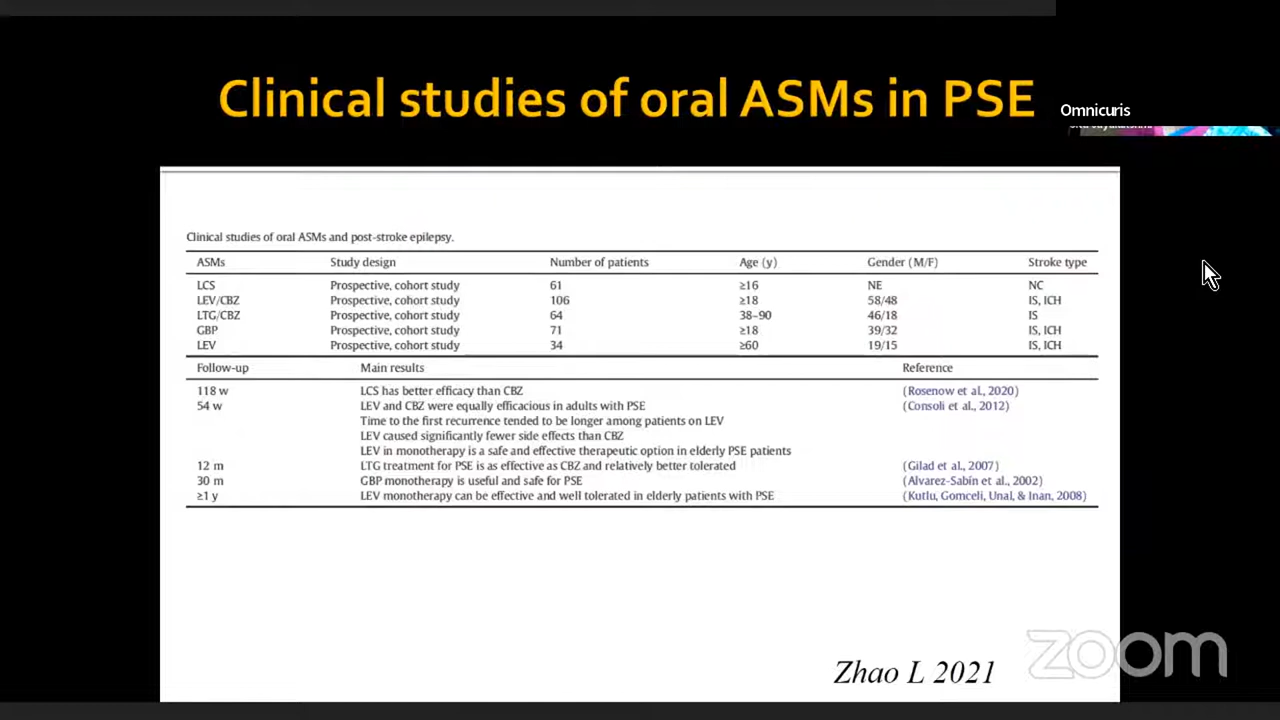 Clinical studies of oral ASMs in PSE
Omnicuris
Clinical studies of oral ASMs and post-stroke epilepsy.
ASMs Study design Number of patients Age (y) Gender (M/F) Stroke type
LCS Prospective, cohort study 61 ≥16 NE NC
LEV/CBZ Prospective, cohort study 106 ≥18 58/48 IS, ICH
LTG/CBZ Prospective, cohort study 64 38–90 46/18 IS
GBP Prospective, cohort study 71 ≥18 39/32 IS, ICH
LEV Prospective, cohort study 34 ≥60 19/15 IS, ICH
Follow-up Main results Reference
118 w LCS has better efficacy than CBZ (Rosenow et al., 2020)
54 w LEV and CBZ were equally efficacious in adults with PSE (Consoli et al., 2012)
Time to the first recurrence tended to be longer among patients on LEV
LEV caused significantly fewer side effects than CBZ
LEV in monotherapy is a safe and effective therapeutic option in elderly PSE patients
12 m LTG treatment for PSE is as effective as CBZ and relatively better tolerated (Gilad et al., 2007)
30 m GBP monotherapy is useful and safe for PSE (Alvarez-Sabín et al., 2002)
≥1 y LEV monotherapy can be effective and well tolerated in elderly patients with PSE (Kutlu, Gomceli, Unal, & Inan, 2008)
Zhao L 2021
zoom